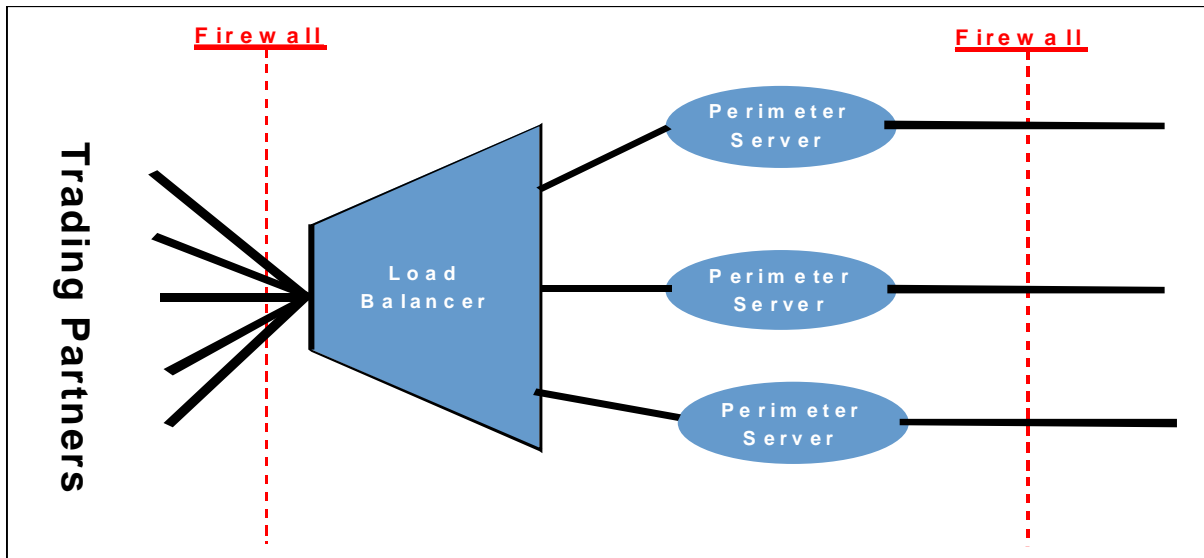 Firewall
Firewall
Trading Partners
Load
Balancer
Perimeter
Server
Perimeter
Server
Perimeter
Server